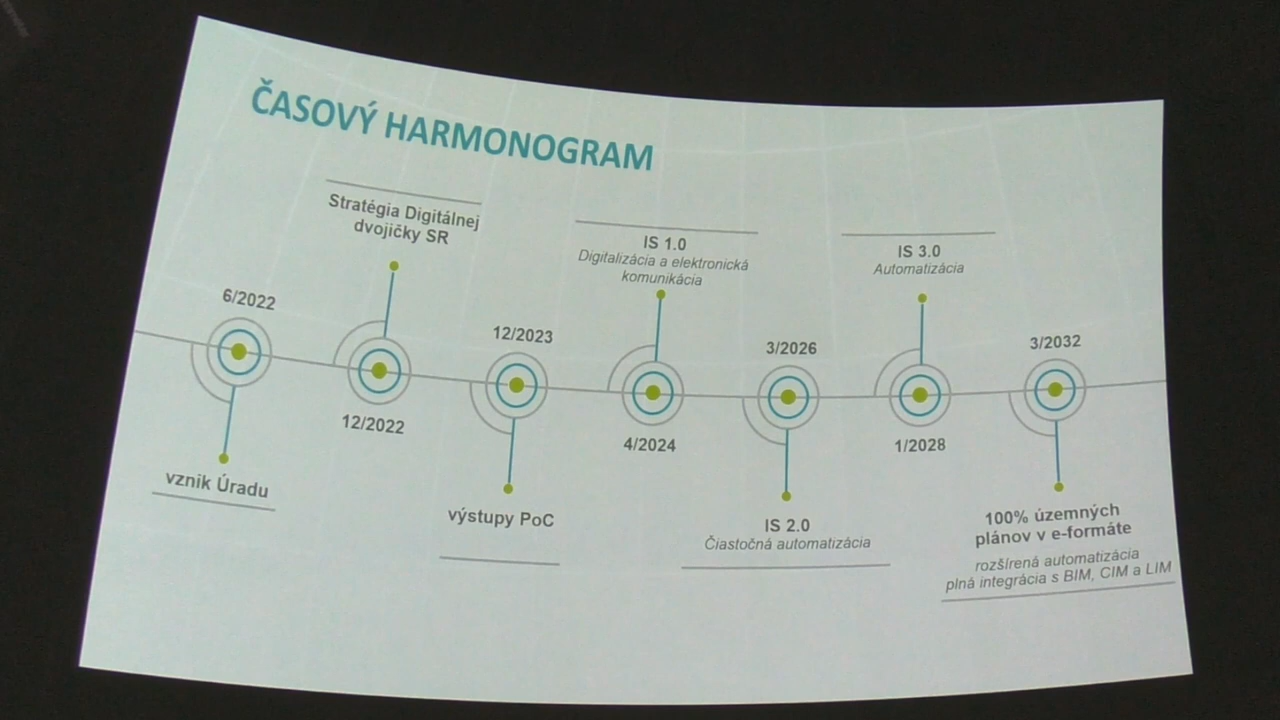 ČASOVÝ HARMONOGRAM
6/2022
vznik Úradu
Stratégia Digitálnej
dvojičky SR
12/2022
12/2023
výstupy PoC
IS 1.0
Digitalizácia a elektronická
komunikácia
4/2024
3/2026
IS 2.0
Čiastočná automatizácia
IS 3.0
Automatizácia
1/2028
3/2032
100% územných
plánov v e-formáte
rozšírená automatizácia
plná integrácia s BIM, CIM a LIM